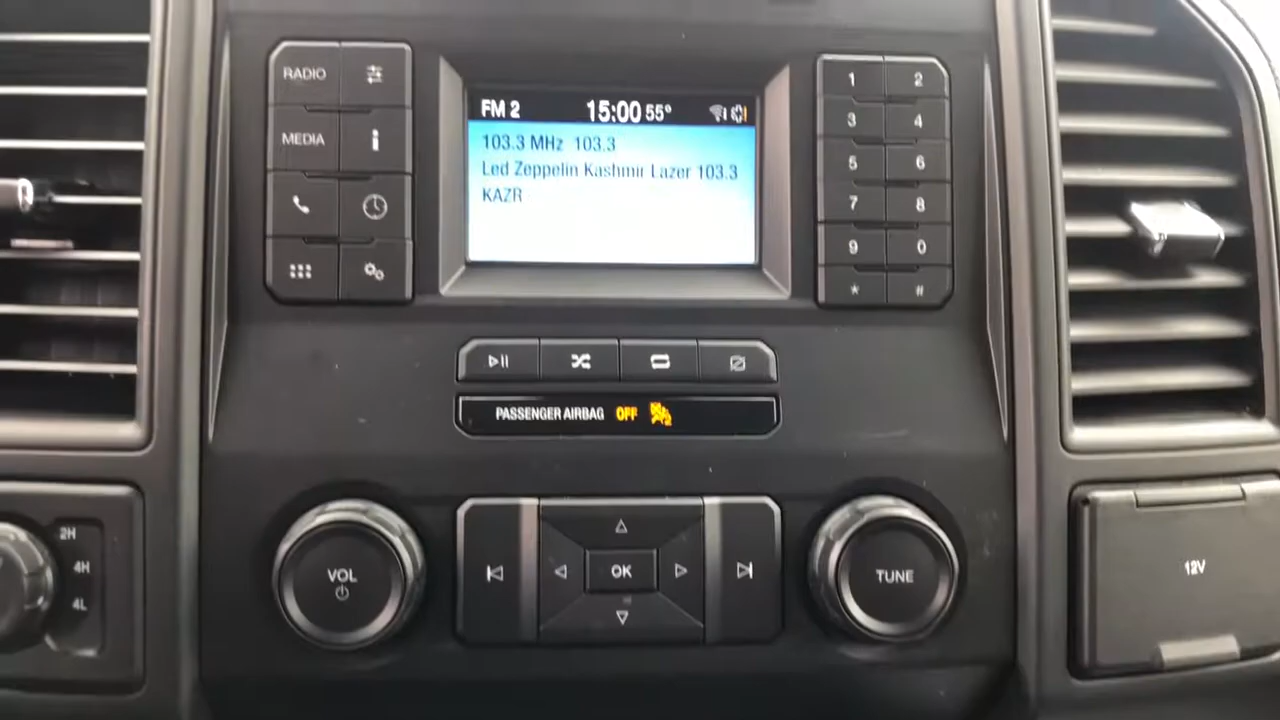 RADIO
MEDIA
FM 2 15:00 55°
103.3 MHz 103.3
Led Zeppelin Kashmir Lazer 103.3
KAZR
1 2
3 4
5 6
7 8
9 0
* #
PASSENGER AIRBAG OFF
2H
4H
4L
VOL
OK
TUNE
12V